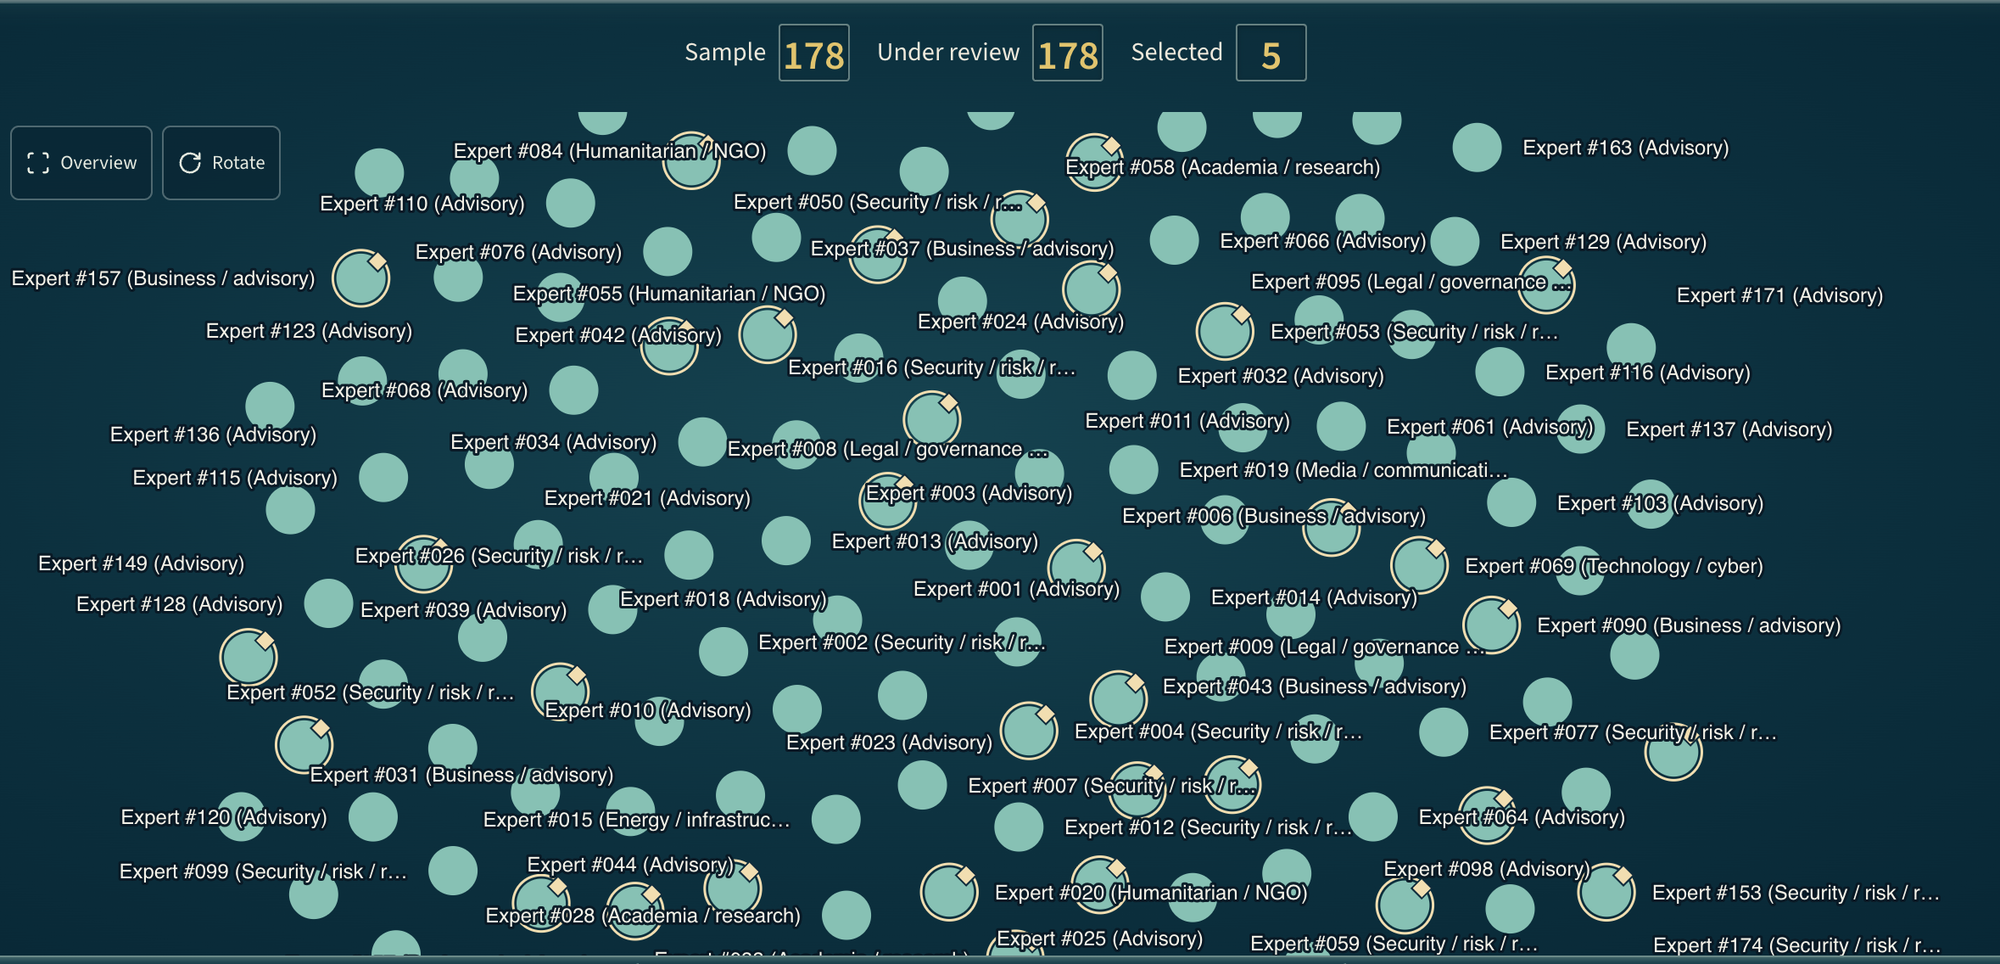 Sample 178 Under review 178 Selected 5
Overview
Rotate
Expert #163 (Advisory)
Expert #084 (Humanitarian / NGO)
Expert #058 (Academia / research)
Expert #110 (Advisory)
Expert #050 (Security / risk / r...
Expert #066 (Advisory)
Expert #129 (Advisory)
Expert #037 (Business / advisory)
Expert #076 (Advisory)
Expert #157 (Business / advisory)
Expert #095 (Legal / governance ...
Expert #055 (Humanitarian / NGO)
Expert #171 (Advisory)
Expert #024 (Advisory)
Expert #123 (Advisory)
Expert #042 (Advisory)
Expert #053 (Security / risk / r...
Expert #016 (Security / risk / r...
Expert #032 (Advisory)
Expert #116 (Advisory)
Expert #068 (Advisory)
Expert #011 (Advisory)
Expert #061 (Advisory)
Expert #137 (Advisory)
Expert #136 (Advisory)
Expert #034 (Advisory)
Expert #008 (Legal / governance ...
Expert #019 (Media / communicati...
Expert #115 (Advisory)
Expert #021 (Advisory)
Expert #003 (Advisory)
Expert #103 (Advisory)
Expert #006 (Business / advisory)
Expert #013 (Advisory)
Expert #026 (Security / risk / r...
Expert #149 (Advisory)
Expert #069 (Technology / cyber)
Expert #001 (Advisory)
Expert #018 (Advisory)
Expert #014 (Advisory)
Expert #128 (Advisory)
Expert #039 (Advisory)
Expert #090 (Business / advisory)
Expert #002 (Security / risk / r...
Expert #009 (Legal / governance ...
Expert #052 (Security / risk / r...
Expert #043 (Business / advisory)
Expert #010 (Advisory)
Expert #004 (Security / risk / r...
Expert #077 (Security / risk / r...
Expert #023 (Advisory)
Expert #031 (Business / advisory)
Expert #007 (Security / risk / r...
Expert #120 (Advisory)
Expert #015 (Energy / infrastruc...
Expert #012 (Security / risk / r...
Expert #064 (Advisory)
Expert #044 (Advisory)
Expert #099 (Security / risk / r...
Expert #098 (Advisory)
Expert #020 (Humanitarian / NGO)
Expert #153 (Security / risk / r...
Expert #028 (Academia / research)
Expert #025 (Advisory)
Expert #059 (Security / risk / r...
Expert #174 (Security / risk / r...